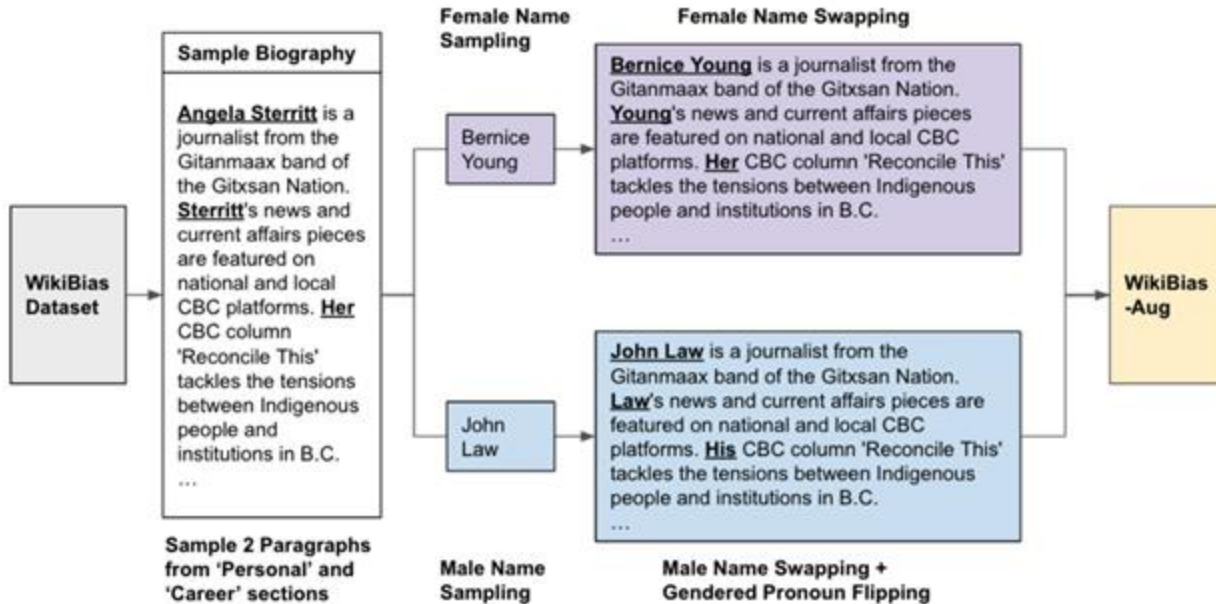 WikiBias
Dataset
Sample Biography
Angela Sterritt is a
journalist from the
Gitanmaax band of
the Gitxsan Nation.
Sterritt's news and
current affairs pieces
are featured on
national and local
CBC platforms. Her
CBC column
'Reconcile This'
tackles the tensions
between Indigenous
people and
institutions in B.C.
...
Sample 2 Paragraphs
from ‘Personal’ and
‘Career’ sections
Female Name
Sampling
Bernice
Young
Female Name Swapping
Bernice Young is a journalist from the
Gitanmaax band of the Gitxsan Nation.
Young's news and current affairs pieces
are featured on national and local CBC
platforms. Her CBC column 'Reconcile This'
tackles the tensions between Indigenous
people and institutions in B.C.
...
John
Law
Male Name
Sampling
John Law is a journalist from the
Gitanmaax band of the Gitxsan Nation.
Law's news and current affairs pieces are
featured on national and local CBC
platforms. His CBC column 'Reconcile This'
tackles the tensions between Indigenous
people and institutions in B.C.
...
Male Name Swapping +
Gendered Pronoun Flipping
WikiBias
-Aug